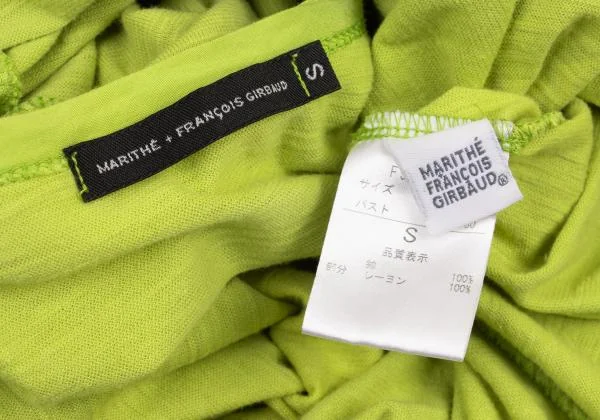 MARITHÉ + FRANÇOIS GIRBAUD S
MARITHÉ
+
FRANÇOIS
GIRBAUD®
サイズ
バスト
S
品質表示
綿 100%
部分 レーヨン 100%